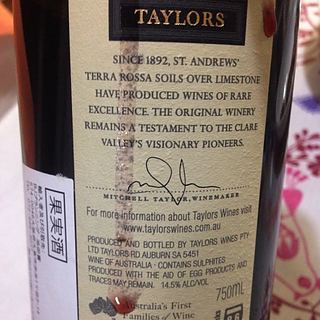 TAYLORS
SINCE 1892, ST. ANDREWS'
TERRA ROSSA SOILS OVER LIMESTONE
HAVE PRODUCED WINES OF RARE
EXCELLENCE. THE ORIGINAL WINERY
REMAINS A TESTAMENT TO THE CLARE
VALLEY'S VISIONARY PIONEERS.
MITCHELL TAYLOR, WINEMAKER
For more information about Taylors Wines visit
www.taylorswines.com.au
PRODUCED AND BOTTLED BY TAYLORS WINES PTY
LTD TAYLORS RD AUBURN SA 5451
WINE OF AUSTRALIA · CONTAINS SULPHITES
PRODUCED WITH THE AID OF EGG PRODUCTS AND
TRACES MAY REMAIN. 14.5% ALC/VOL
750mL
Australia's First
Families of Wine
果実酒